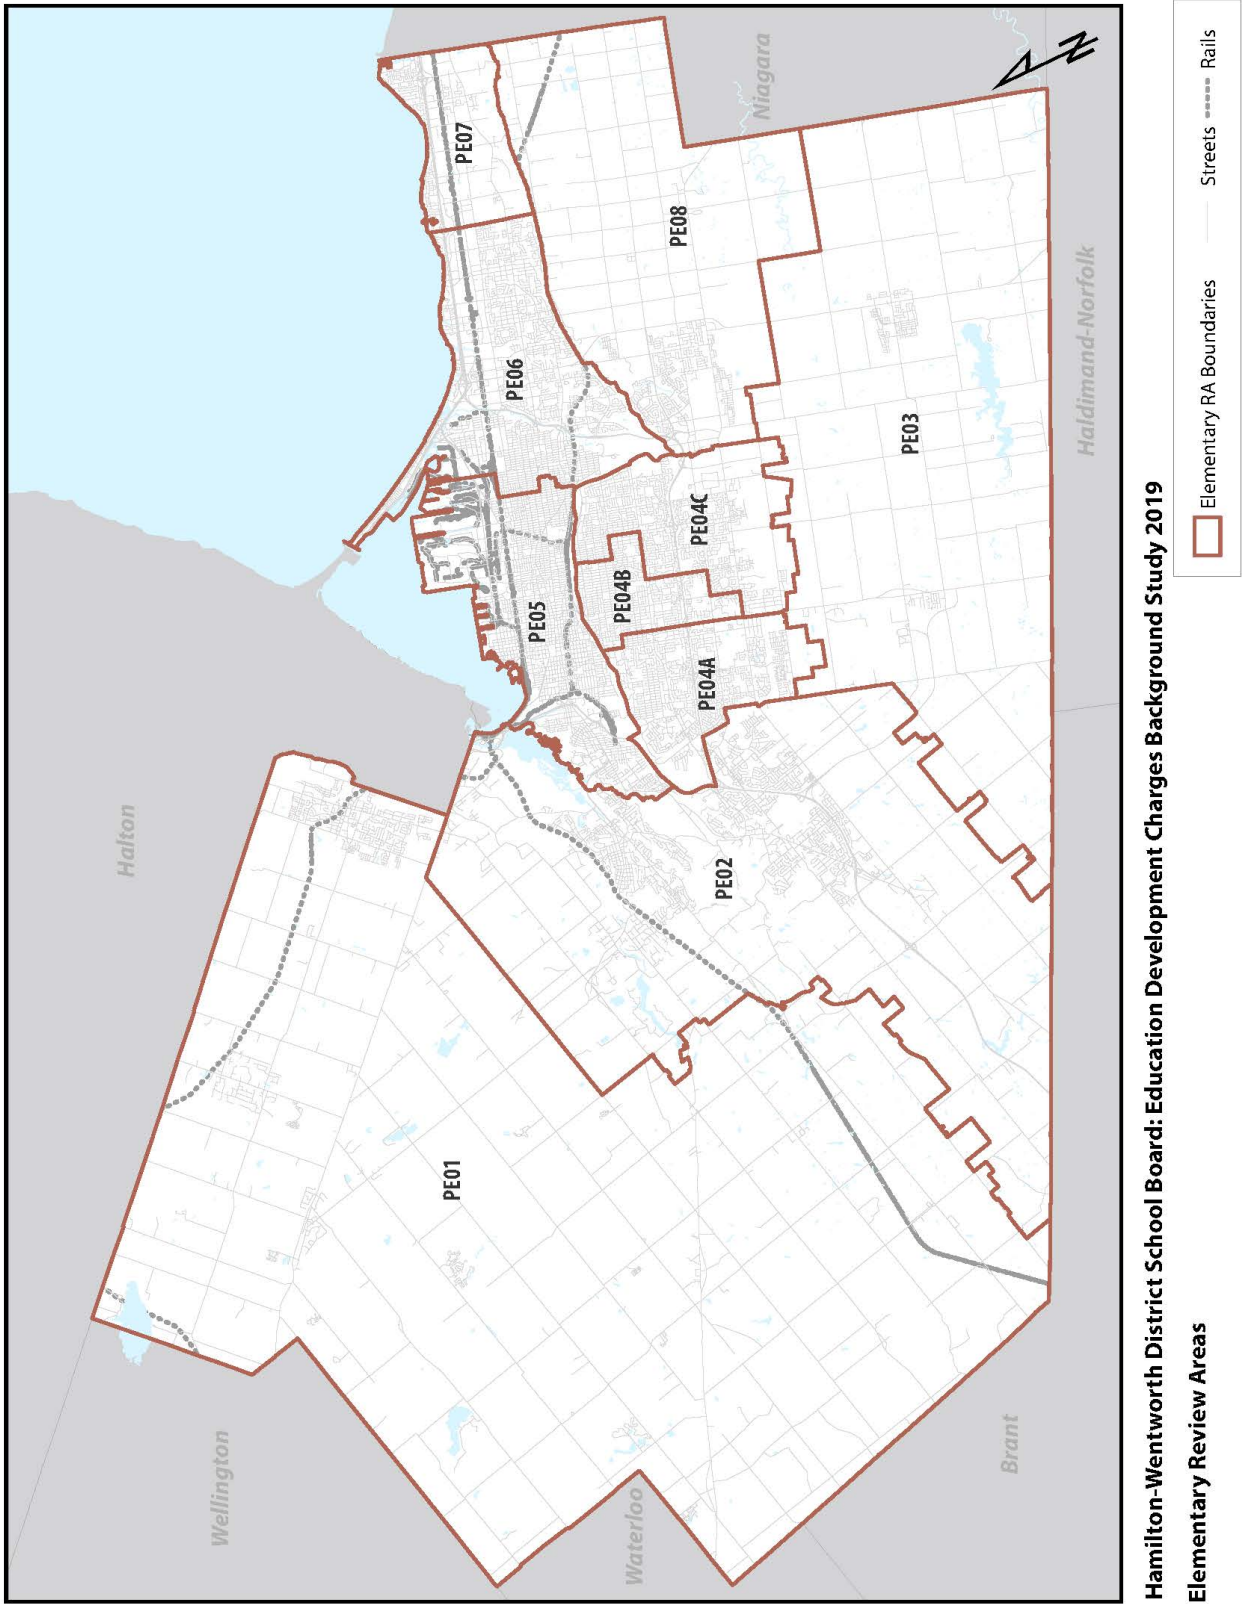 Halton
Wellington
Waterloo
Brant
Niagara
Haldimand-Norfolk
PE01
PE02
PE03
PE04A
PE04B
PE04C
PE05
PE06
PE07
PE08
N
Hamilton-Wentworth District School Board: Education Development Charges Background Study 2019
Elementary Review Areas
Elementary RA Boundaries
Streets
Rails